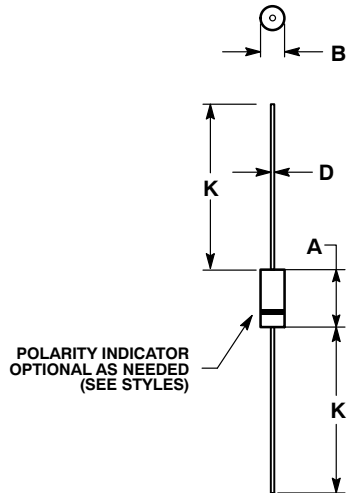 B
D
K
A
POLARITY INDICATOR
OPTIONAL AS NEEDED
(SEE STYLES)
K